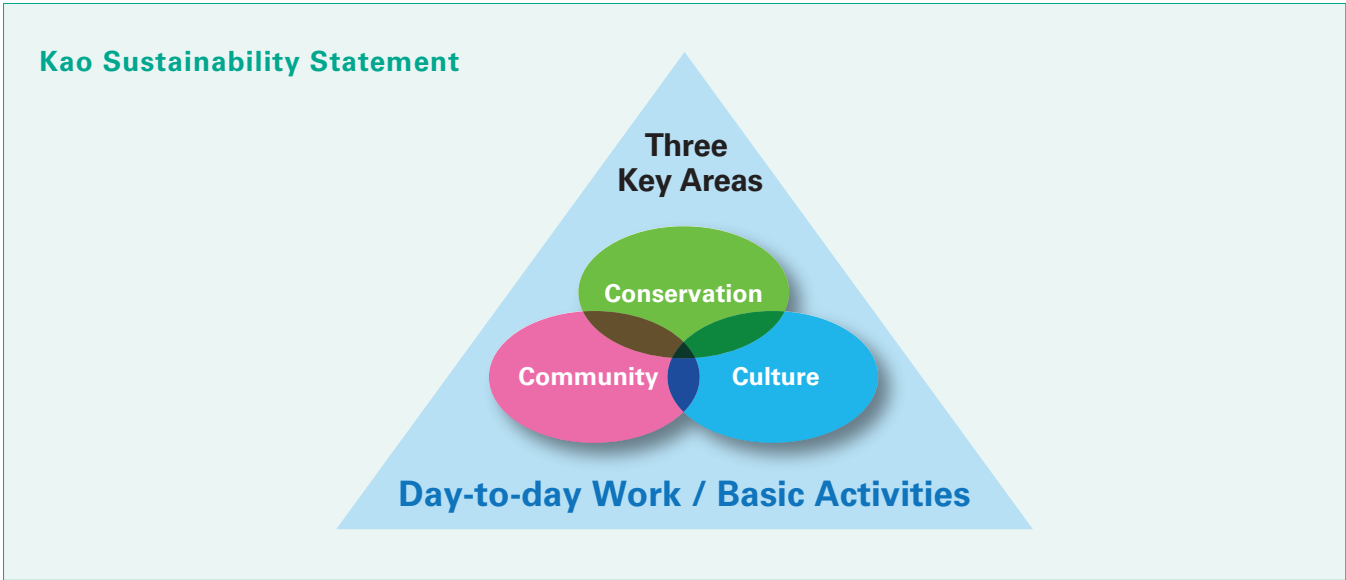 Kao Sustainability Statement
Three
Key Areas
Conservation
Community
Culture
Day-to-day Work / Basic Activities